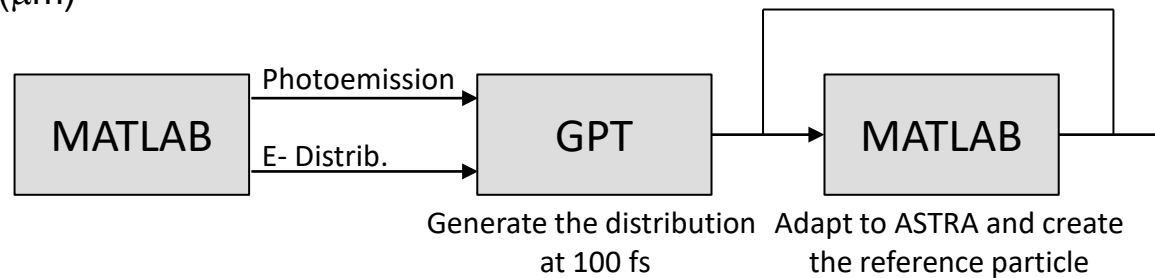 (μm)
Photoemission
MATLAB
E- Distrib.
GPT
MATLAB
Generate the distribution
at 100 fs
Adapt to ASTRA and create
the reference particle